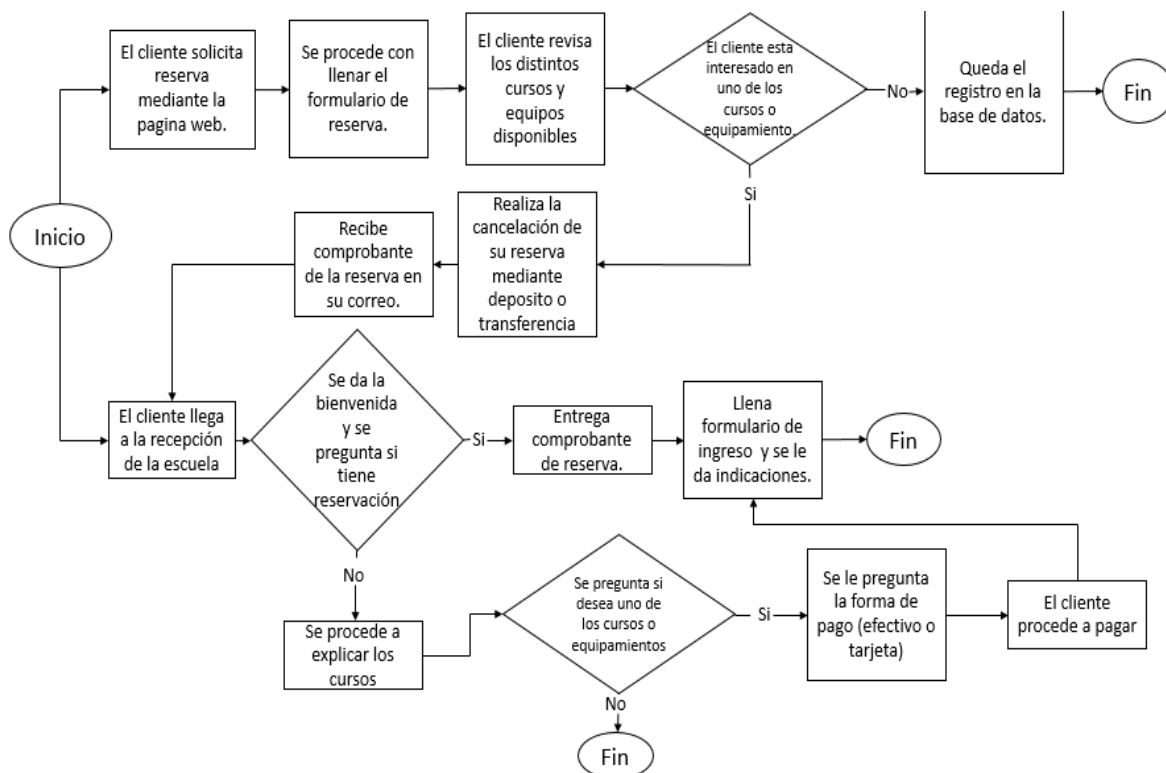 El cliente solicita
reserva
mediante la
pagina web.
Se procede con
llenar el
formulario de
reserva.
El cliente revisa
los distintos
cursos y
equipos
disponibles
El cliente esta
interesado en
uno de los
cursos o
equipamiento.
No
Queda el
registro en la
base de datos.
Fin
Si
Inicio
Realiza la
cancelación de
su reserva
mediante
deposito o
transferencia
Recibe
comprobante
de la reserva en
su correo.
El cliente llega
a la recepción
de la escuela
Se da la
bienvenida
y se
pregunta si
tiene
reservación
Si
Entrega
comprobante
de reserva.
Llena
formulario de
ingreso y se le
da indicaciones.
Fin
No
Se procede a
explicar los
cursos
Se pregunta si
desea uno de
los cursos o
equipamientos
Si
Se le pregunta
la forma de
pago (efectivo o
tarjeta)
El cliente
procede a pagar
No
Fin